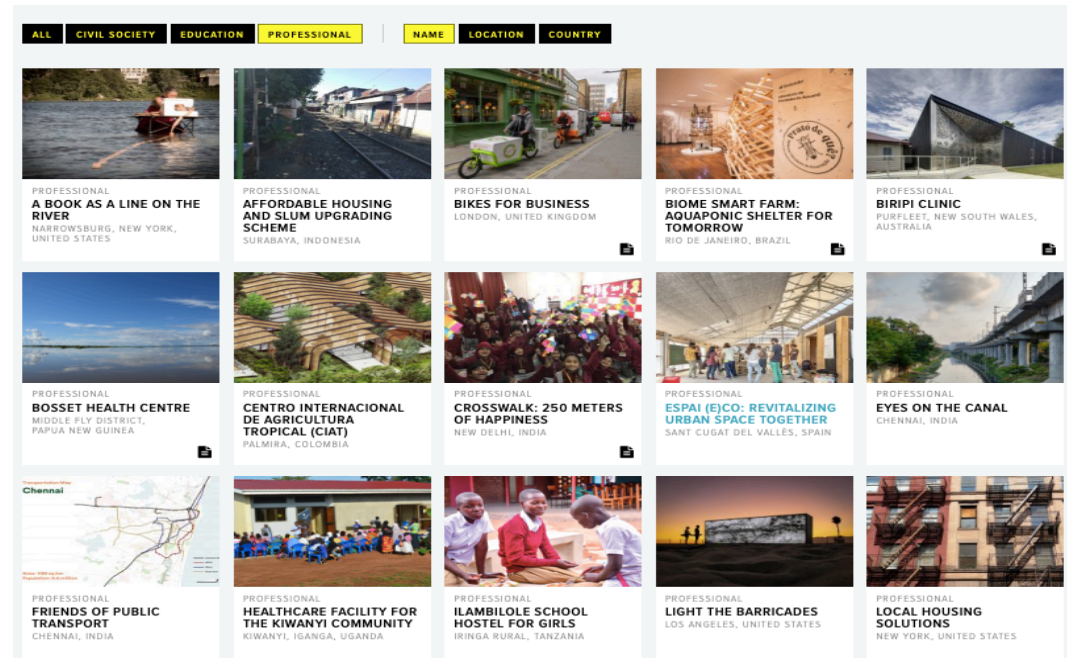 ALL CIVIL SOCIETY EDUCATION PROFESSIONAL NAME LOCATION COUNTRY
PROFESSIONAL
A BOOK AS A LINE ON THE
RIVER
NARROWSBURG, NEW YORK,
UNITED STATES
PROFESSIONAL
AFFORDABLE HOUSING
AND SLUM UPGRADING
SCHEME
SURABAYA, INDONESIA
PROFESSIONAL
BIKES FOR BUSINESS
LONDON, UNITED KINGDOM
Prato de quê?
PROFESSIONAL
BIOME SMART FARM:
AQUAPONIC SHELTER FOR
TOMORROW
RIO DE JANEIRO, BRAZIL
PROFESSIONAL
BIRIPI CLINIC
PURFLEET, NEW SOUTH WALES,
AUSTRALIA
PROFESSIONAL
BOSSET HEALTH CENTRE
MIDDLE FLY DISTRICT,
PAPUA NEW GUINEA
PROFESSIONAL
CENTRO INTERNACIONAL
DE AGRICULTURA
TROPICAL (CIAT)
PALMIRA, COLOMBIA
PROFESSIONAL
CROSSWALK: 250 METERS
OF HAPPINESS
NEW DELHI, INDIA
PROFESSIONAL
ESPAI (E)CO: REVITALIZING
URBAN SPACE TOGETHER
SANT CUGAT DEL VALLÈS, SPAIN
PROFESSIONAL
EYES ON THE CANAL
CHENNAI, INDIA
Transportation Map
Chennai
PROFESSIONAL
FRIENDS OF PUBLIC
TRANSPORT
CHENNAI, INDIA
PROFESSIONAL
HEALTHCARE FACILITY FOR
THE KIWANYI COMMUNITY
KIWANYI, IGANGA, UGANDA
PROFESSIONAL
ILAMBILOLE SCHOOL
HOSTEL FOR GIRLS
IRINGA RURAL, TANZANIA
PROFESSIONAL
LIGHT THE BARRICADES
LOS ANGELES, UNITED STATES
PROFESSIONAL
LOCAL HOUSING
SOLUTIONS
NEW YORK, UNITED STATES